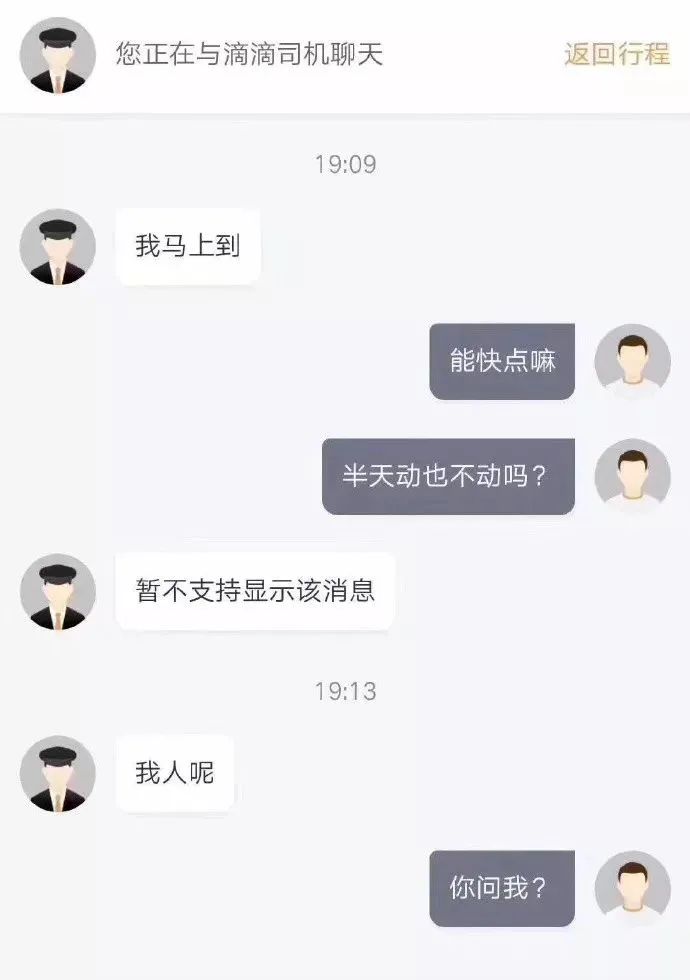 您正在与滴滴司机聊天 返回行程
19:09
我马上到
能快点嘛
半天动也不动吗？
暂不支持显示该消息
19:13
我人呢
你问我？